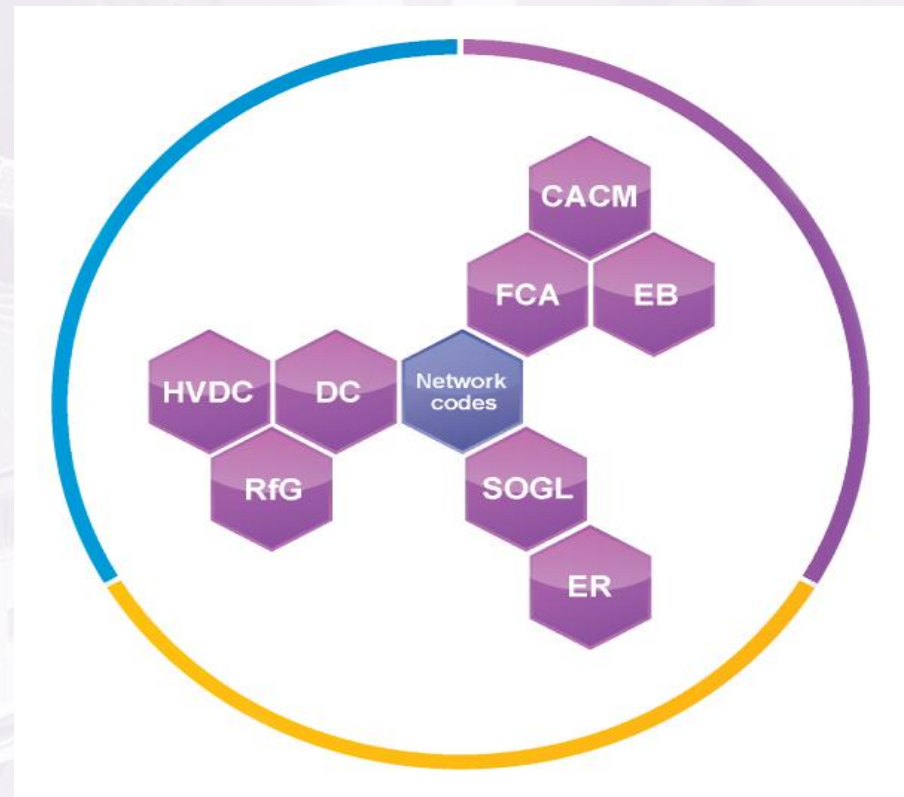 CACM
FCA
EB
HVDC
DC
Network
codes
RfG
SOGL
ER